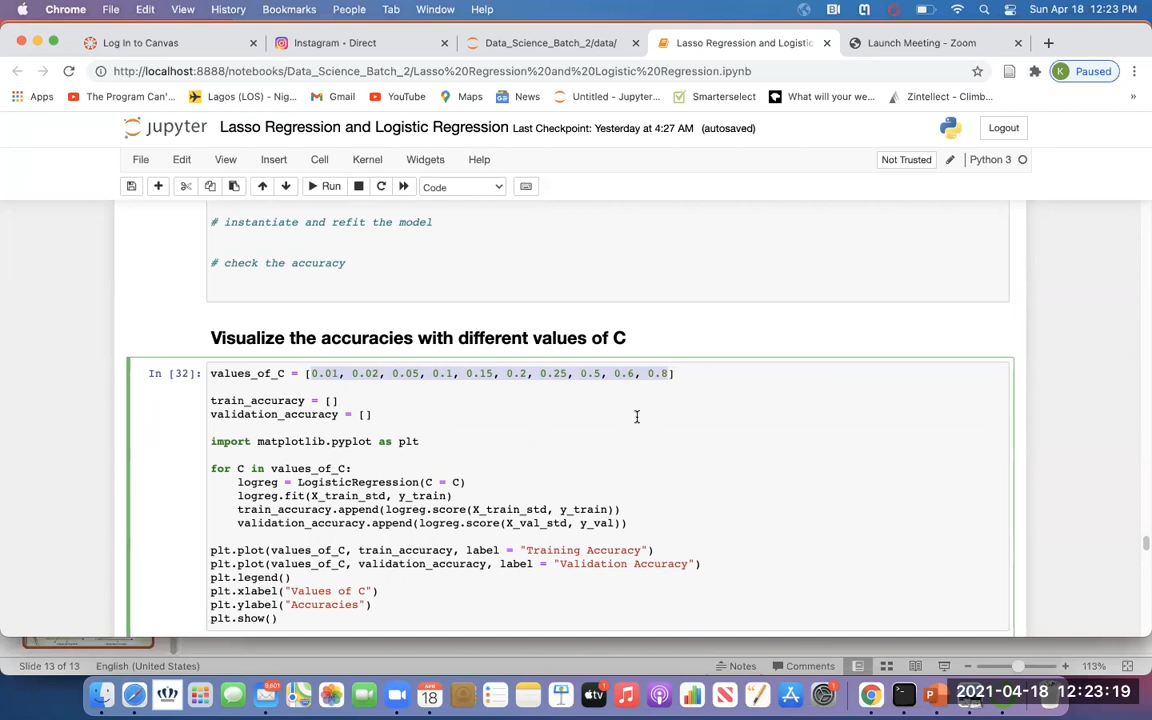 Chrome File Edit View History Bookmarks People Tab Window Help Sun Apr 18 12:23 PM
Log In to Canvas Instagram • Direct Data_Science_Batch_2/data/ Lasso Regression and Logistic Launch Meeting - Zoom
http://localhost:8888/notebooks/Data_Science_Batch_2/Lasso%20Regression%20and%20Logistic%20Regression.ipynb K Paused
Apps The Program Can'... Lagos (LOS) - Nig... Gmail YouTube Maps News Untitled - Jupyter... Smarterselect What will your we... Zintellect - Climb... »
jupyter Lasso Regression and Logistic Regression Last Checkpoint: Yesterday at 4:27 AM (autosaved) Logout
File Edit View Insert Cell Kernel Widgets Help Not Trusted Python 3
Run Code
# instantiate and refit the model
# check the accuracy
Visualize the accuracies with different values of C
In [32]: values_of_C = [0.01, 0.02, 0.05, 0.1, 0.15, 0.2, 0.25, 0.5, 0.6, 0.8]
train_accuracy = []
validation_accuracy = []
import matplotlib.pyplot as plt
for C in values_of_C:
logreg = LogisticRegression(C = C)
logreg.fit(X_train_std, y_train)
train_accuracy.append(logreg.score(X_train_std, y_train))
validation_accuracy.append(logreg.score(X_val_std, y_val))
plt.plot(values_of_C, train_accuracy, label = "Training Accuracy")
plt.plot(values_of_C, validation_accuracy, label = "Validation Accuracy")
plt.legend()
plt.xlabel("Values of C")
plt.ylabel("Accuracies")
plt.show()
Slide 13 of 13 English (United States) Notes Comments 113%
2021-04-18 12:23:19